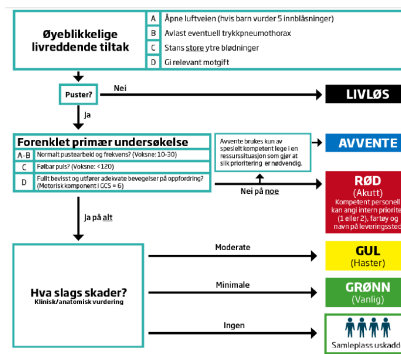 Øyeblikkelige
livreddende tiltak
A Åpne luftveien (hvis barn vurder 5 innblåsninger)
B Avlast eventuell trykkpneumothorax
C Stans store ytre blødninger
D Gi relevant motgift
Puster?
Nei
LIVLØS
Ja
Forenklet primær undersøkelse
A-B Normalt pustearbeid og frekvens? (Voksne: 10-30)
C Følbar puls? (Voksne: <120)
D Fullt bevisst og utfører adekvate bevegelser på oppfordring?
(Motorisk komponent i GCS = 6)
Avvente brukes kun av
spesielt kompetent lege i en
ressurssituasjon som gjør at
slik prioritering er nødvendig.
AVVENTE
Nei på noe
RØD
(Akutt)
Kompetent personell
kan angi intern priorite
(1 eller 2), fartøy og
navn på leveringssted
Ja på alt
Hva slags skader?
Klinisk/anatomisk vurdering
Moderate
GUL
(Haster)
Minimale
GRØNN
(Vanlig)
Ingen
Samleplass uskadde